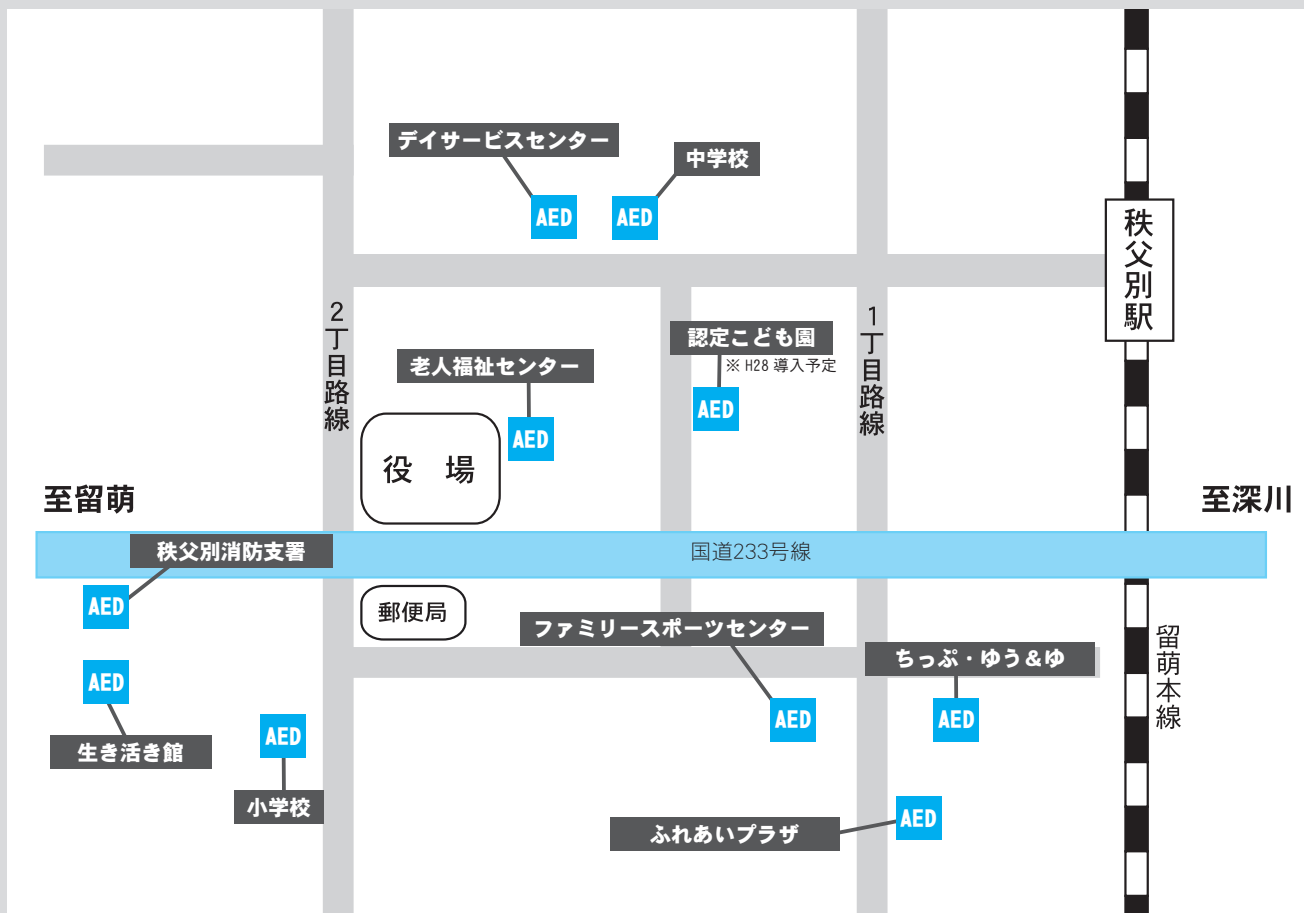 デイサービスセンター
中学校
AED
AED
秩父別駅
2丁目路線
1丁目路線
認定こども園
※ H28 導入予定
老人福祉センター
AED
AED
役　場
至留萌
至深川
国道233号線
秩父別消防支署
AED
郵便局
ファミリースポーツセンター
ちっぷ・ゆう&ゆ
留萌本線
AED
AED
AED
AED
生き活き館
小学校
AED
ふれあいプラザ